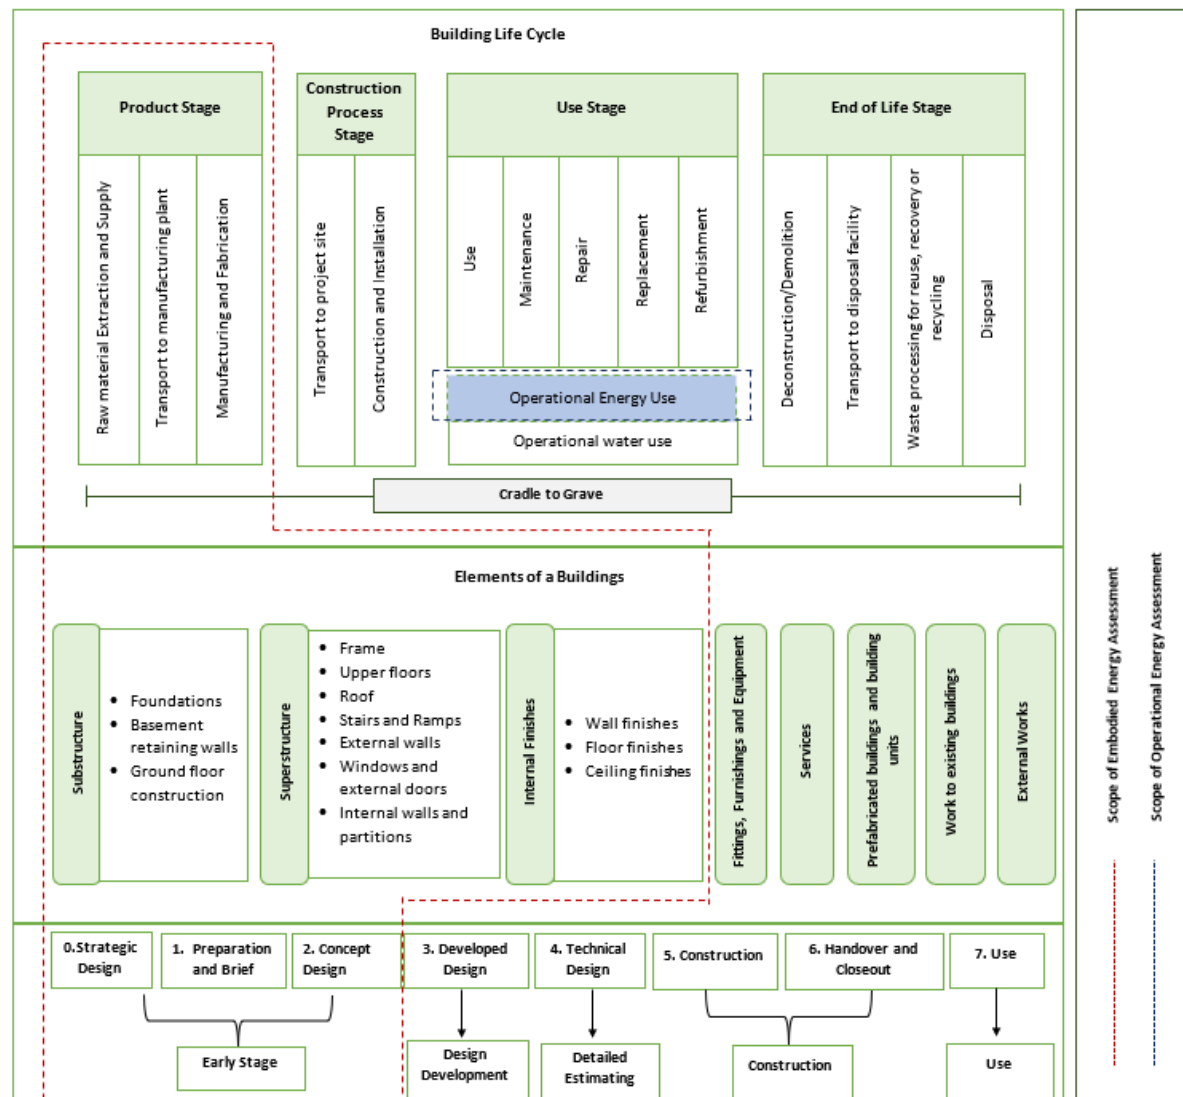 Building Life Cycle
Product Stage
Construction
Process
Stage
Use Stage
End of Life Stage
Raw material Extraction and Supply
Transport to manufacturing plant
Manufacturing and Fabrication
Transport to project site
Construction and Installation
Use
Maintenance
Repair
Replacement
Refurbishment
Operational Energy Use
Operational water use
Deconstruction/Demolition
Transport to disposal facility
Waste processing for reuse, recovery or
recycling
Disposal
Cradle to Grave
Elements of a Buildings
Substructure
• Foundations
• Basement
retaining walls
• Ground floor
construction
Superstructure
• Frame
• Upper floors
• Roof
• Stairs and Ramps
• External walls
• Windows and
external doors
• Internal walls and
partitions
Internal Finishes
• Wall finishes
• Floor finishes
• Ceiling finishes
Fittings, Furnishings and Equipment
Services
Prefabricated buildings and building
units
Work to existing buildings
External Works
0.Strategic
Design
1. Preparation
and Brief
2. Concept
Design
3. Developed
Design
4. Technical
Design
5. Construction
6. Handover and
Closeout
7. Use
Early Stage
Design
Development
Detailed
Estimating
Construction
Use
Scope of Embodied Energy Assessment
Scope of Operational Energy Assessment